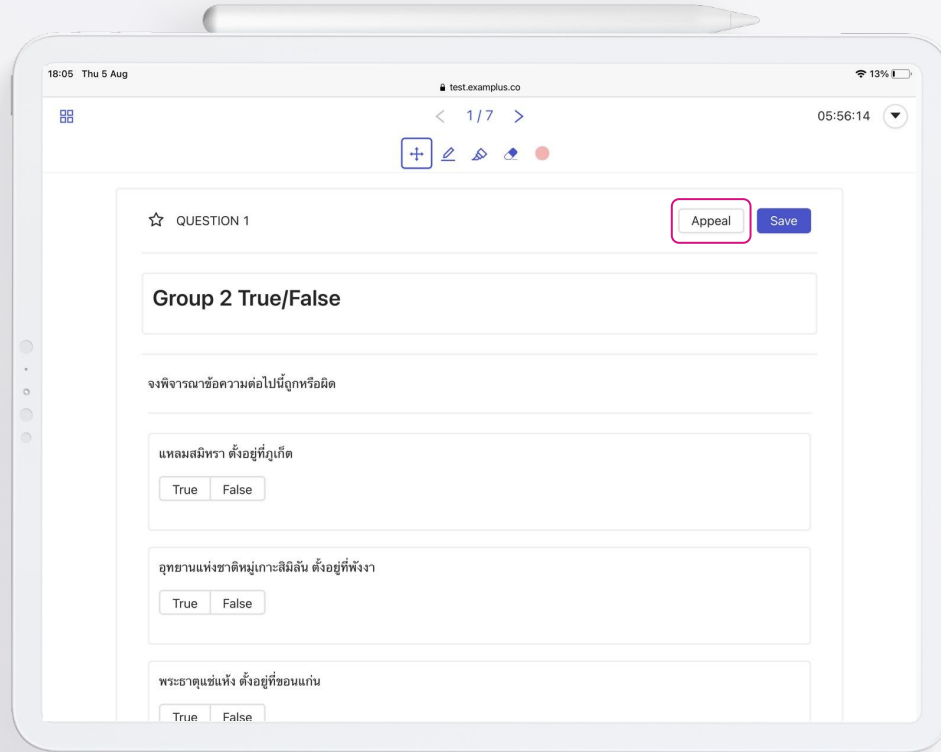 18:05 Thu 5 Aug
13%
test.examplus.co
< 1/7 >
05:56:14
QUESTION 1
Appeal
Save
Group 2 True/False
จงพิจารณาข้อความต่อไปนี้ถูกหรือผิด
แหลมสมิหรา ตั้งอยู่ที่ภูเก็ต
True False
อุทยานแห่งชาติหมู่เกาะสิมิลัน ตั้งอยู่ที่พังงา
True False
พระธาตุแช่แห้ง ตั้งอยู่ที่ขอนแก่น
True False